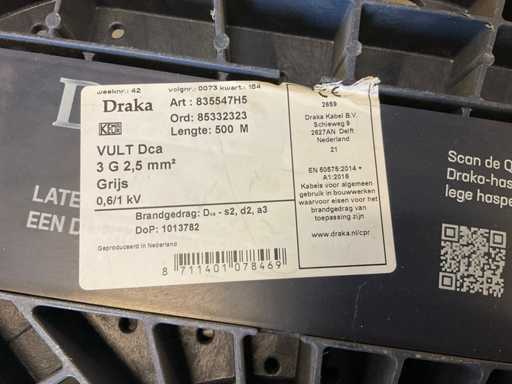 weeknr.: 42 volgnr.: 0073 kwart.: 184
Draka Art : 835547H5
KEMA KEUR Ord: 85332323
Lengte: 500 M
VULT Dca
3 G 2,5 mm²
Grijs
0,6/1 kV
Brandgedrag: Dca - s2, d2, a3
DoP: 1013782
Geproduceerd in Nederland
8 711401 078469
CE
2659
Draka Kabel B.V.
Schieweg 9
2627AN Delft
Nederland
21
EN 50575:2014 +
A1:2016
Kabels voor algemeen
gebruik in bouwwerken
waarvoor eisen voor het
brandgedrag van
toepassing zijn.
www.draka.nl/cpr
LATE
EEN D
Scan de Q
Draka-has
lege haspe